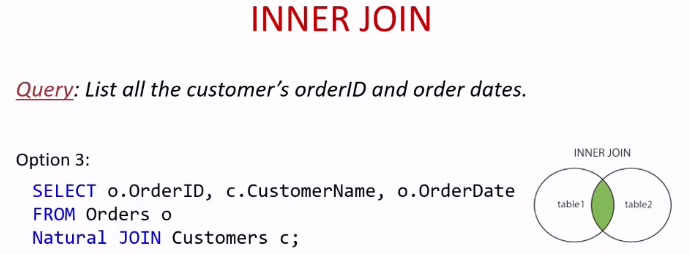 INNER JOIN
Query: List all the customer's orderID and order dates.
Option 3:
SELECT o.OrderID, c.CustomerName, o.OrderDate
FROM Orders o
Natural JOIN Customers c;
INNER JOIN
table1 table2